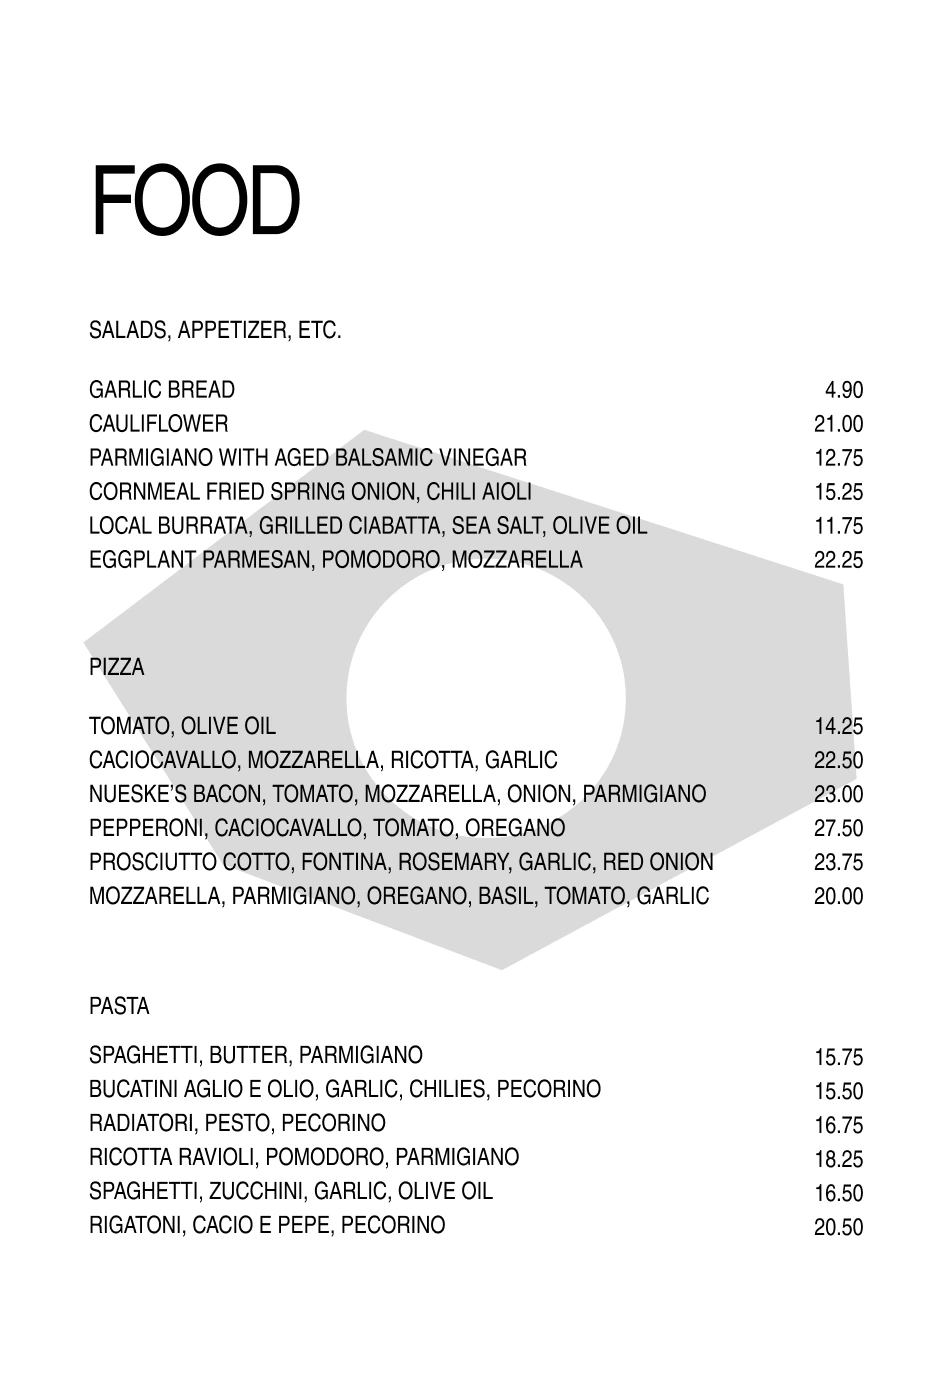 FOOD
SALADS, APPETIZER, ETC.
GARLIC BREAD 4.90
CAULIFLOWER 21.00
PARMIGIANO WITH AGED BALSAMIC VINEGAR 12.75
CORNMEAL FRIED SPRING ONION, CHILI AIOLI 15.25
LOCAL BURRATA, GRILLED CIABATTA, SEA SALT, OLIVE OIL 11.75
EGGPLANT PARMESAN, POMODORO, MOZZARELLA 22.25
PIZZA
TOMATO, OLIVE OIL 14.25
CACIOCAVALLO, MOZZARELLA, RICOTTA, GARLIC 22.50
NUESKE’S BACON, TOMATO, MOZZARELLA, ONION, PARMIGIANO 23.00
PEPPERONI, CACIOCAVALLO, TOMATO, OREGANO 27.50
PROSCIUTTO COTTO, FONTINA, ROSEMARY, GARLIC, RED ONION 23.75
MOZZARELLA, PARMIGIANO, OREGANO, BASIL, TOMATO, GARLIC 20.00
PASTA
SPAGHETTI, BUTTER, PARMIGIANO 15.75
BUCATINI AGLIO E OLIO, GARLIC, CHILIES, PECORINO 15.50
RADIATORI, PESTO, PECORINO 16.75
RICOTTA RAVIOLI, POMODORO, PARMIGIANO 18.25
SPAGHETTI, ZUCCHINI, GARLIC, OLIVE OIL 16.50
RIGATONI, CACIO E PEPE, PECORINO 20.50